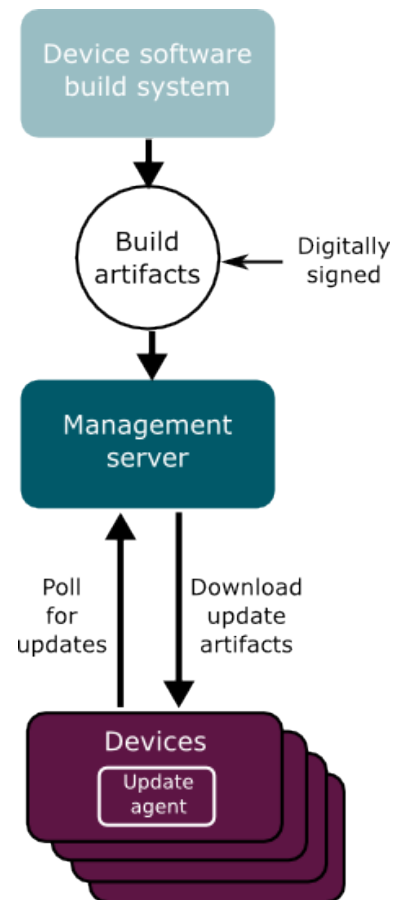 Device software
build system
Build
artifacts
Digitally
signed
Management
server
Poll
for
updates
Download
update
artifacts
Devices
Update
agent